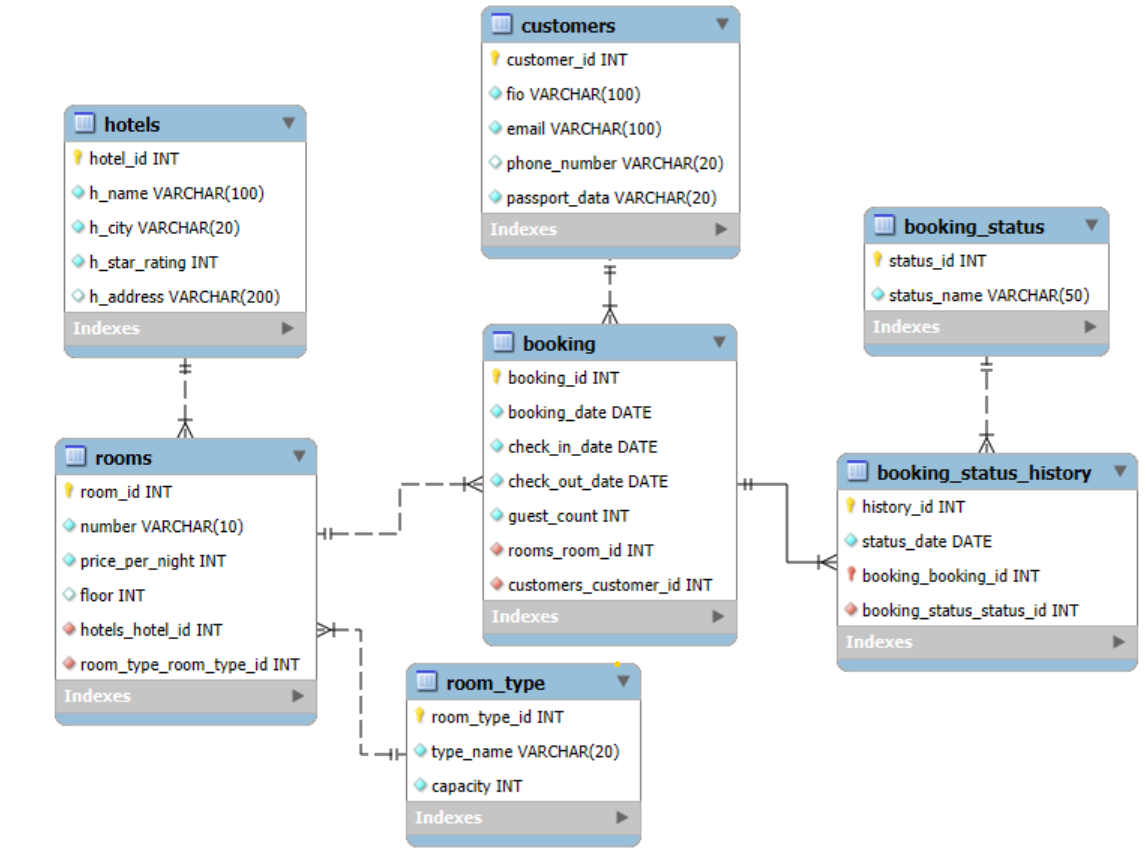 customers
customer_id INT
fio VARCHAR(100)
email VARCHAR(100)
phone_number VARCHAR(20)
passport_data VARCHAR(20)
Indexes
hotels
hotel_id INT
h_name VARCHAR(100)
h_city VARCHAR(20)
h_star_rating INT
h_address VARCHAR(200)
Indexes
booking_status
status_id INT
status_name VARCHAR(50)
Indexes
booking
booking_id INT
booking_date DATE
check_in_date DATE
check_out_date DATE
guest_count INT
rooms_room_id INT
customers_customer_id INT
Indexes
rooms
room_id INT
number VARCHAR(10)
price_per_night INT
floor INT
hotels_hotel_id INT
room_type_room_type_id INT
Indexes
booking_status_history
history_id INT
status_date DATE
booking_booking_id INT
booking_status_status_id INT
Indexes
room_type
room_type_id INT
type_name VARCHAR(20)
capacity INT
Indexes